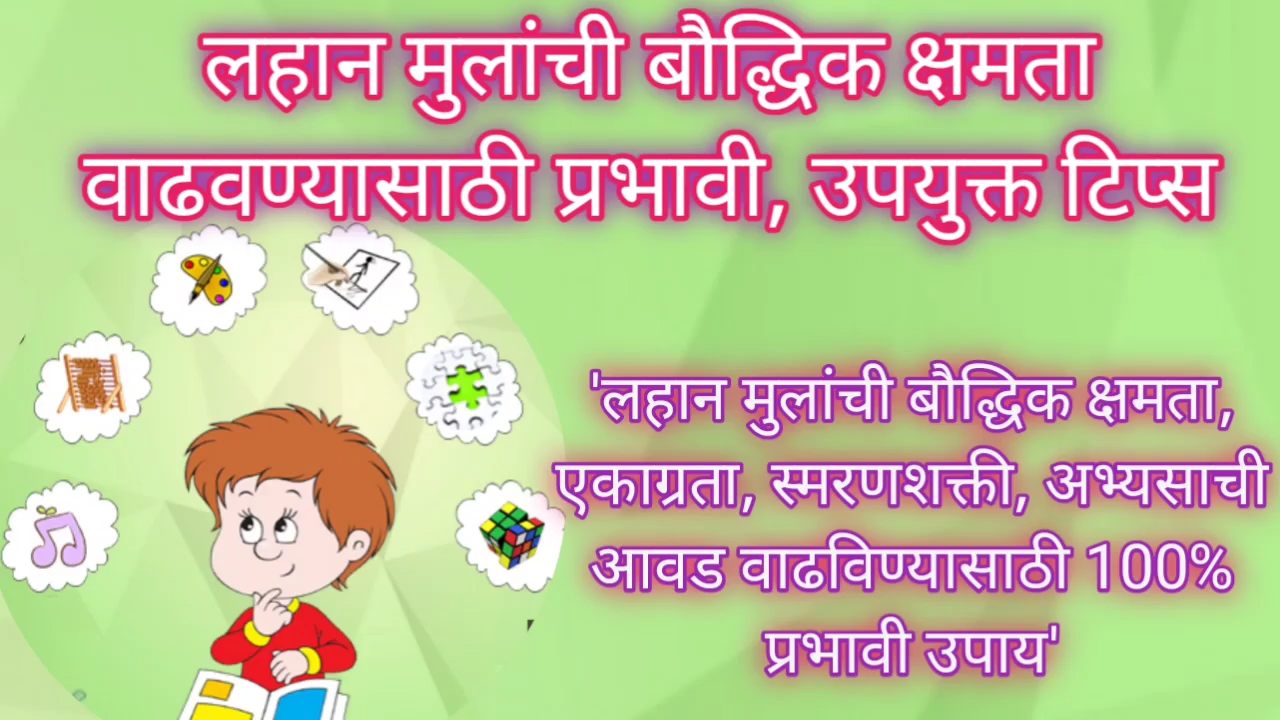 लहान मुलांची बौद्धिक क्षमता
वाढवण्यासाठी प्रभावी, उपयुक्त टिप्स
'लहान मुलांची बौद्धिक क्षमता,
एकाग्रता, स्मरणशक्ती, अभ्यसाची
आवड वाढविण्यासाठी 100%
प्रभावी उपाय'